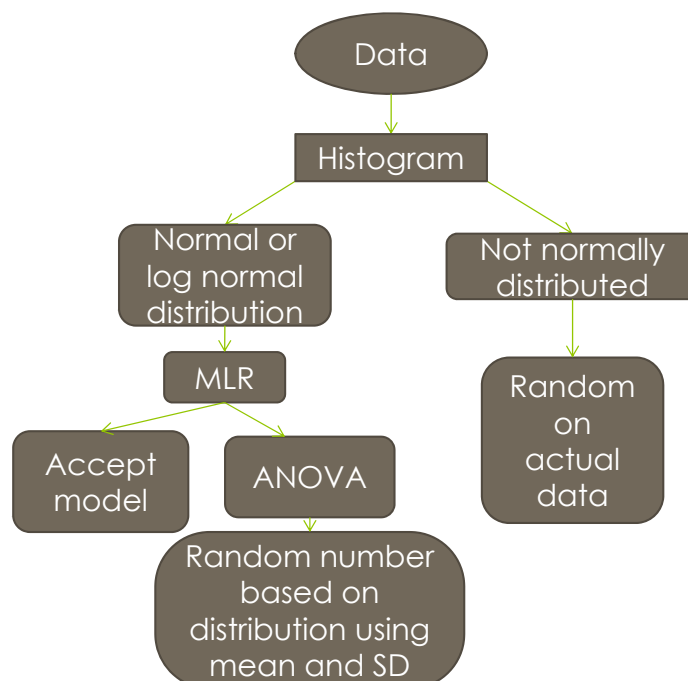 Data
Histogram
Normal or
log normal
distribution
Not normally
distributed
MLR
Random
on
actual
data
Accept
model
ANOVA
Random number
based on
distribution using
mean and SD